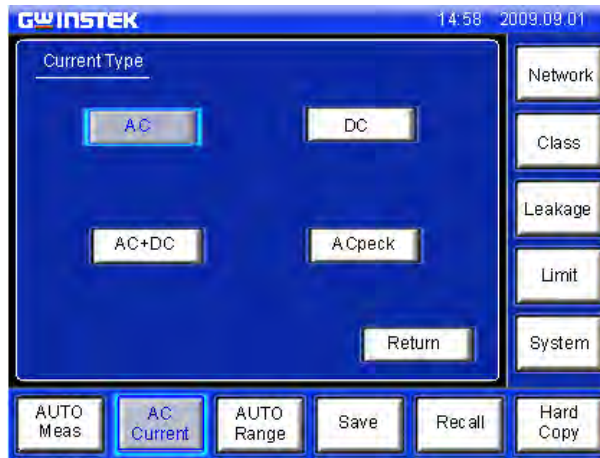 GWINSTEK 14:58 2009.09.01
Current Type
AC
DC
AC+DC
ACpeck
Return
Network
Class
Leakage
Limit
System
AUTO
Meas
AC
Current
AUTO
Range
Save
Recall
Hard
Copy